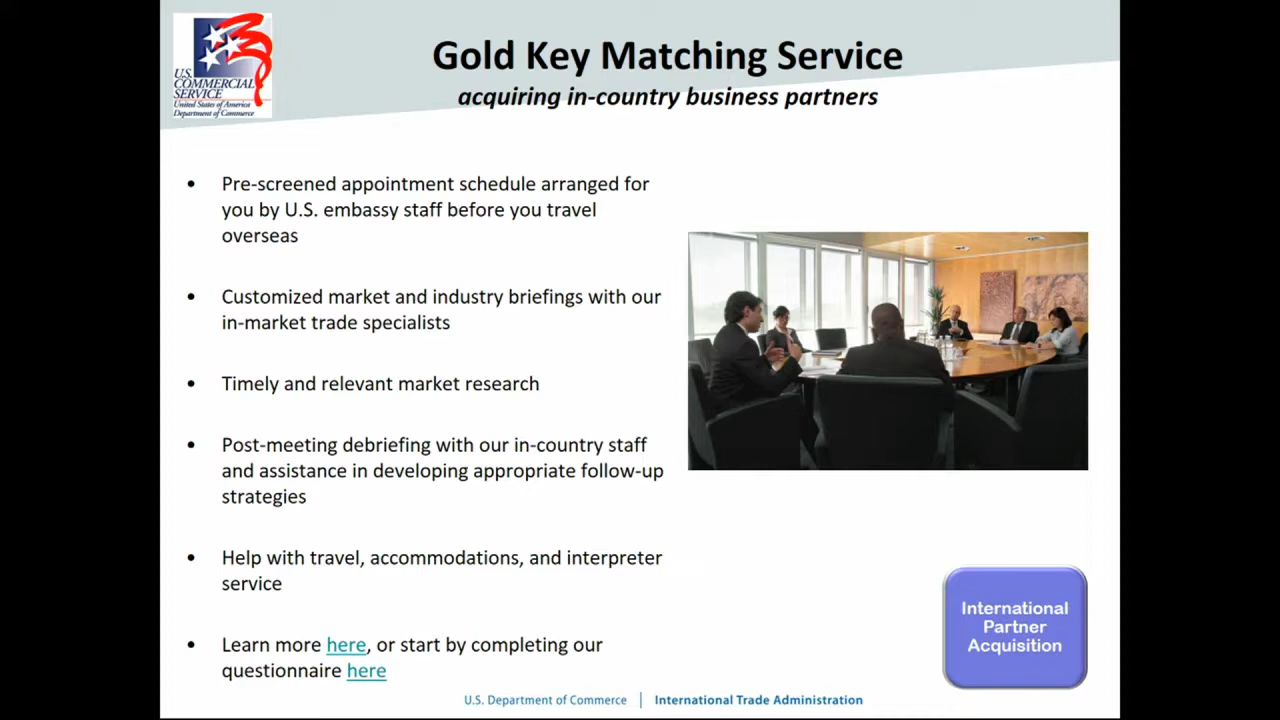 U.S.
COMMERCIAL
SERVICE
United States of America
Department of Commerce
Gold Key Matching Service
acquiring in-country business partners
• Pre-screened appointment schedule arranged for
you by U.S. embassy staff before you travel
overseas
• Customized market and industry briefings with our
in-market trade specialists
• Timely and relevant market research
• Post-meeting debriefing with our in-country staff
and assistance in developing appropriate follow-up
strategies
• Help with travel, accommodations, and interpreter
service
• Learn more here, or start by completing our
questionnaire here
International
Partner
Acquisition
U.S. Department of Commerce | International Trade Administration